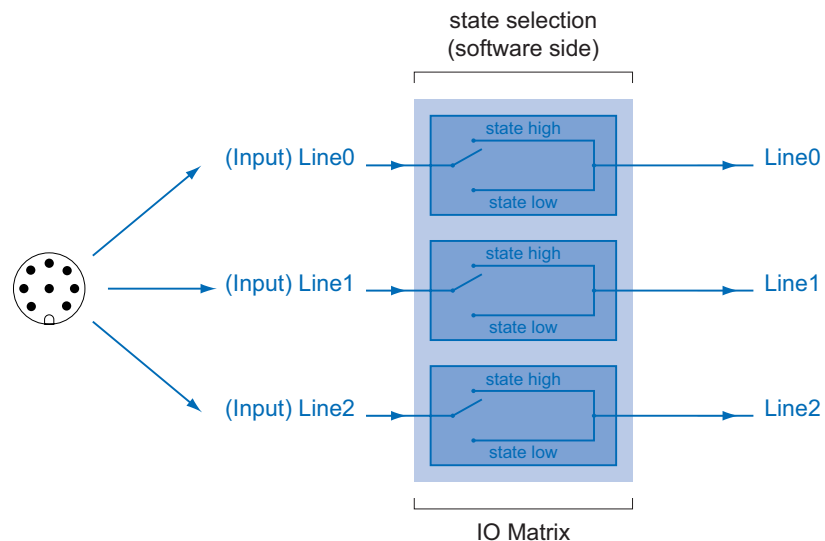 state selection
(software side)
(Input) Line0
state high
state low
Line0
(Input) Line1
state high
state low
Line1
(Input) Line2
state high
state low
Line2
IO Matrix